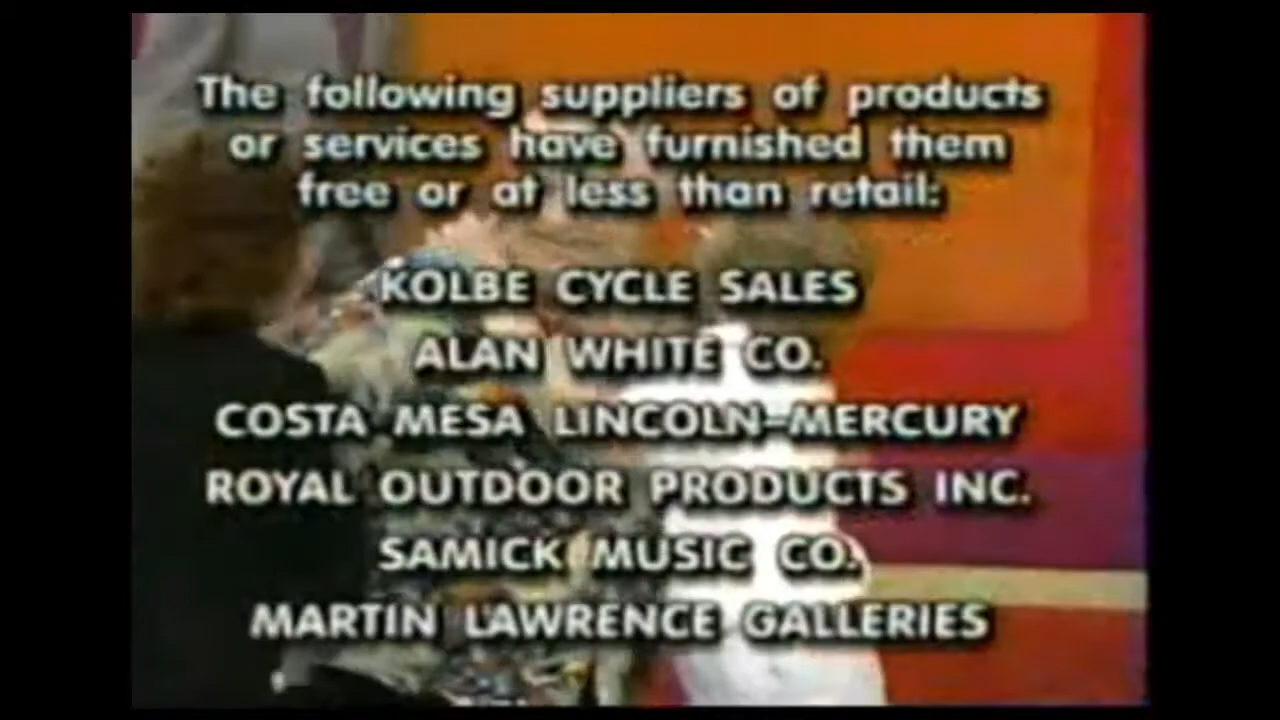 The following suppliers of products
or services have furnished them
free or at less than retail:
KOLBE CYCLE SALES
ALAN WHITE CO.
COSTA MESA LINCOLN-MERCURY
ROYAL OUTDOOR PRODUCTS INC.
SAMICK MUSIC CO.
MARTIN LAWRENCE GALLERIES